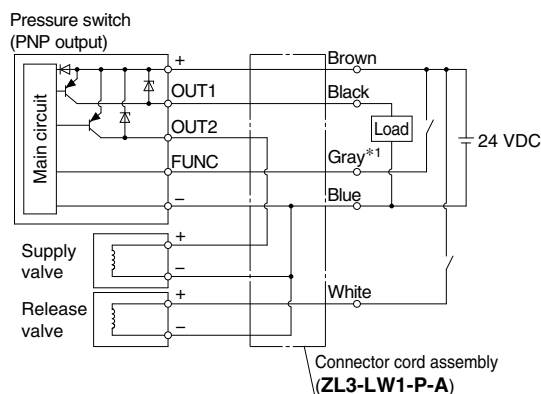 Pressure switch
(PNP output)
Main circuit
+
OUT1
OUT2
FUNC
−
Brown
Black
Load
Gray*1
Blue
24 VDC
Supply
valve
+
−
Release
valve
+
−
White
Connector cord assembly
(ZL3-LW1-P-A)